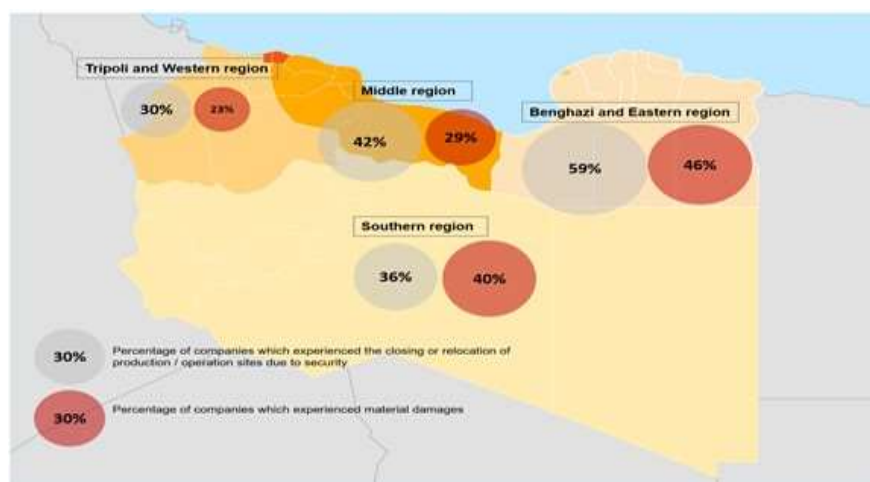 Tripoli and Western region
30%
23%
Middle region
42%
29%
Benghazi and Eastern region
59%
46%
Southern region
36%
40%
30%
Percentage of companies which experienced the closing or relocation of
production / operation sites due to security
30%
Percentage of companies which experienced material damages